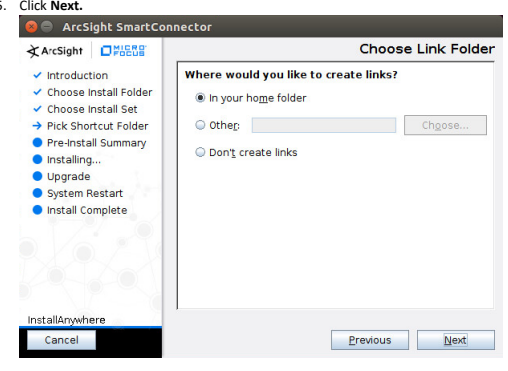 5. Click Next.
ArcSight SmartConnector
ArcSight MICRO FOCUS
Choose Link Folder
Introduction
Choose Install Folder
Choose Install Set
Pick Shortcut Folder
Pre-Install Summary
Installing...
Upgrade
System Restart
Install Complete
Where would you like to create links?
In your home folder
Other: Choose...
Don't create links
InstallAnywhere
Cancel Previous Next